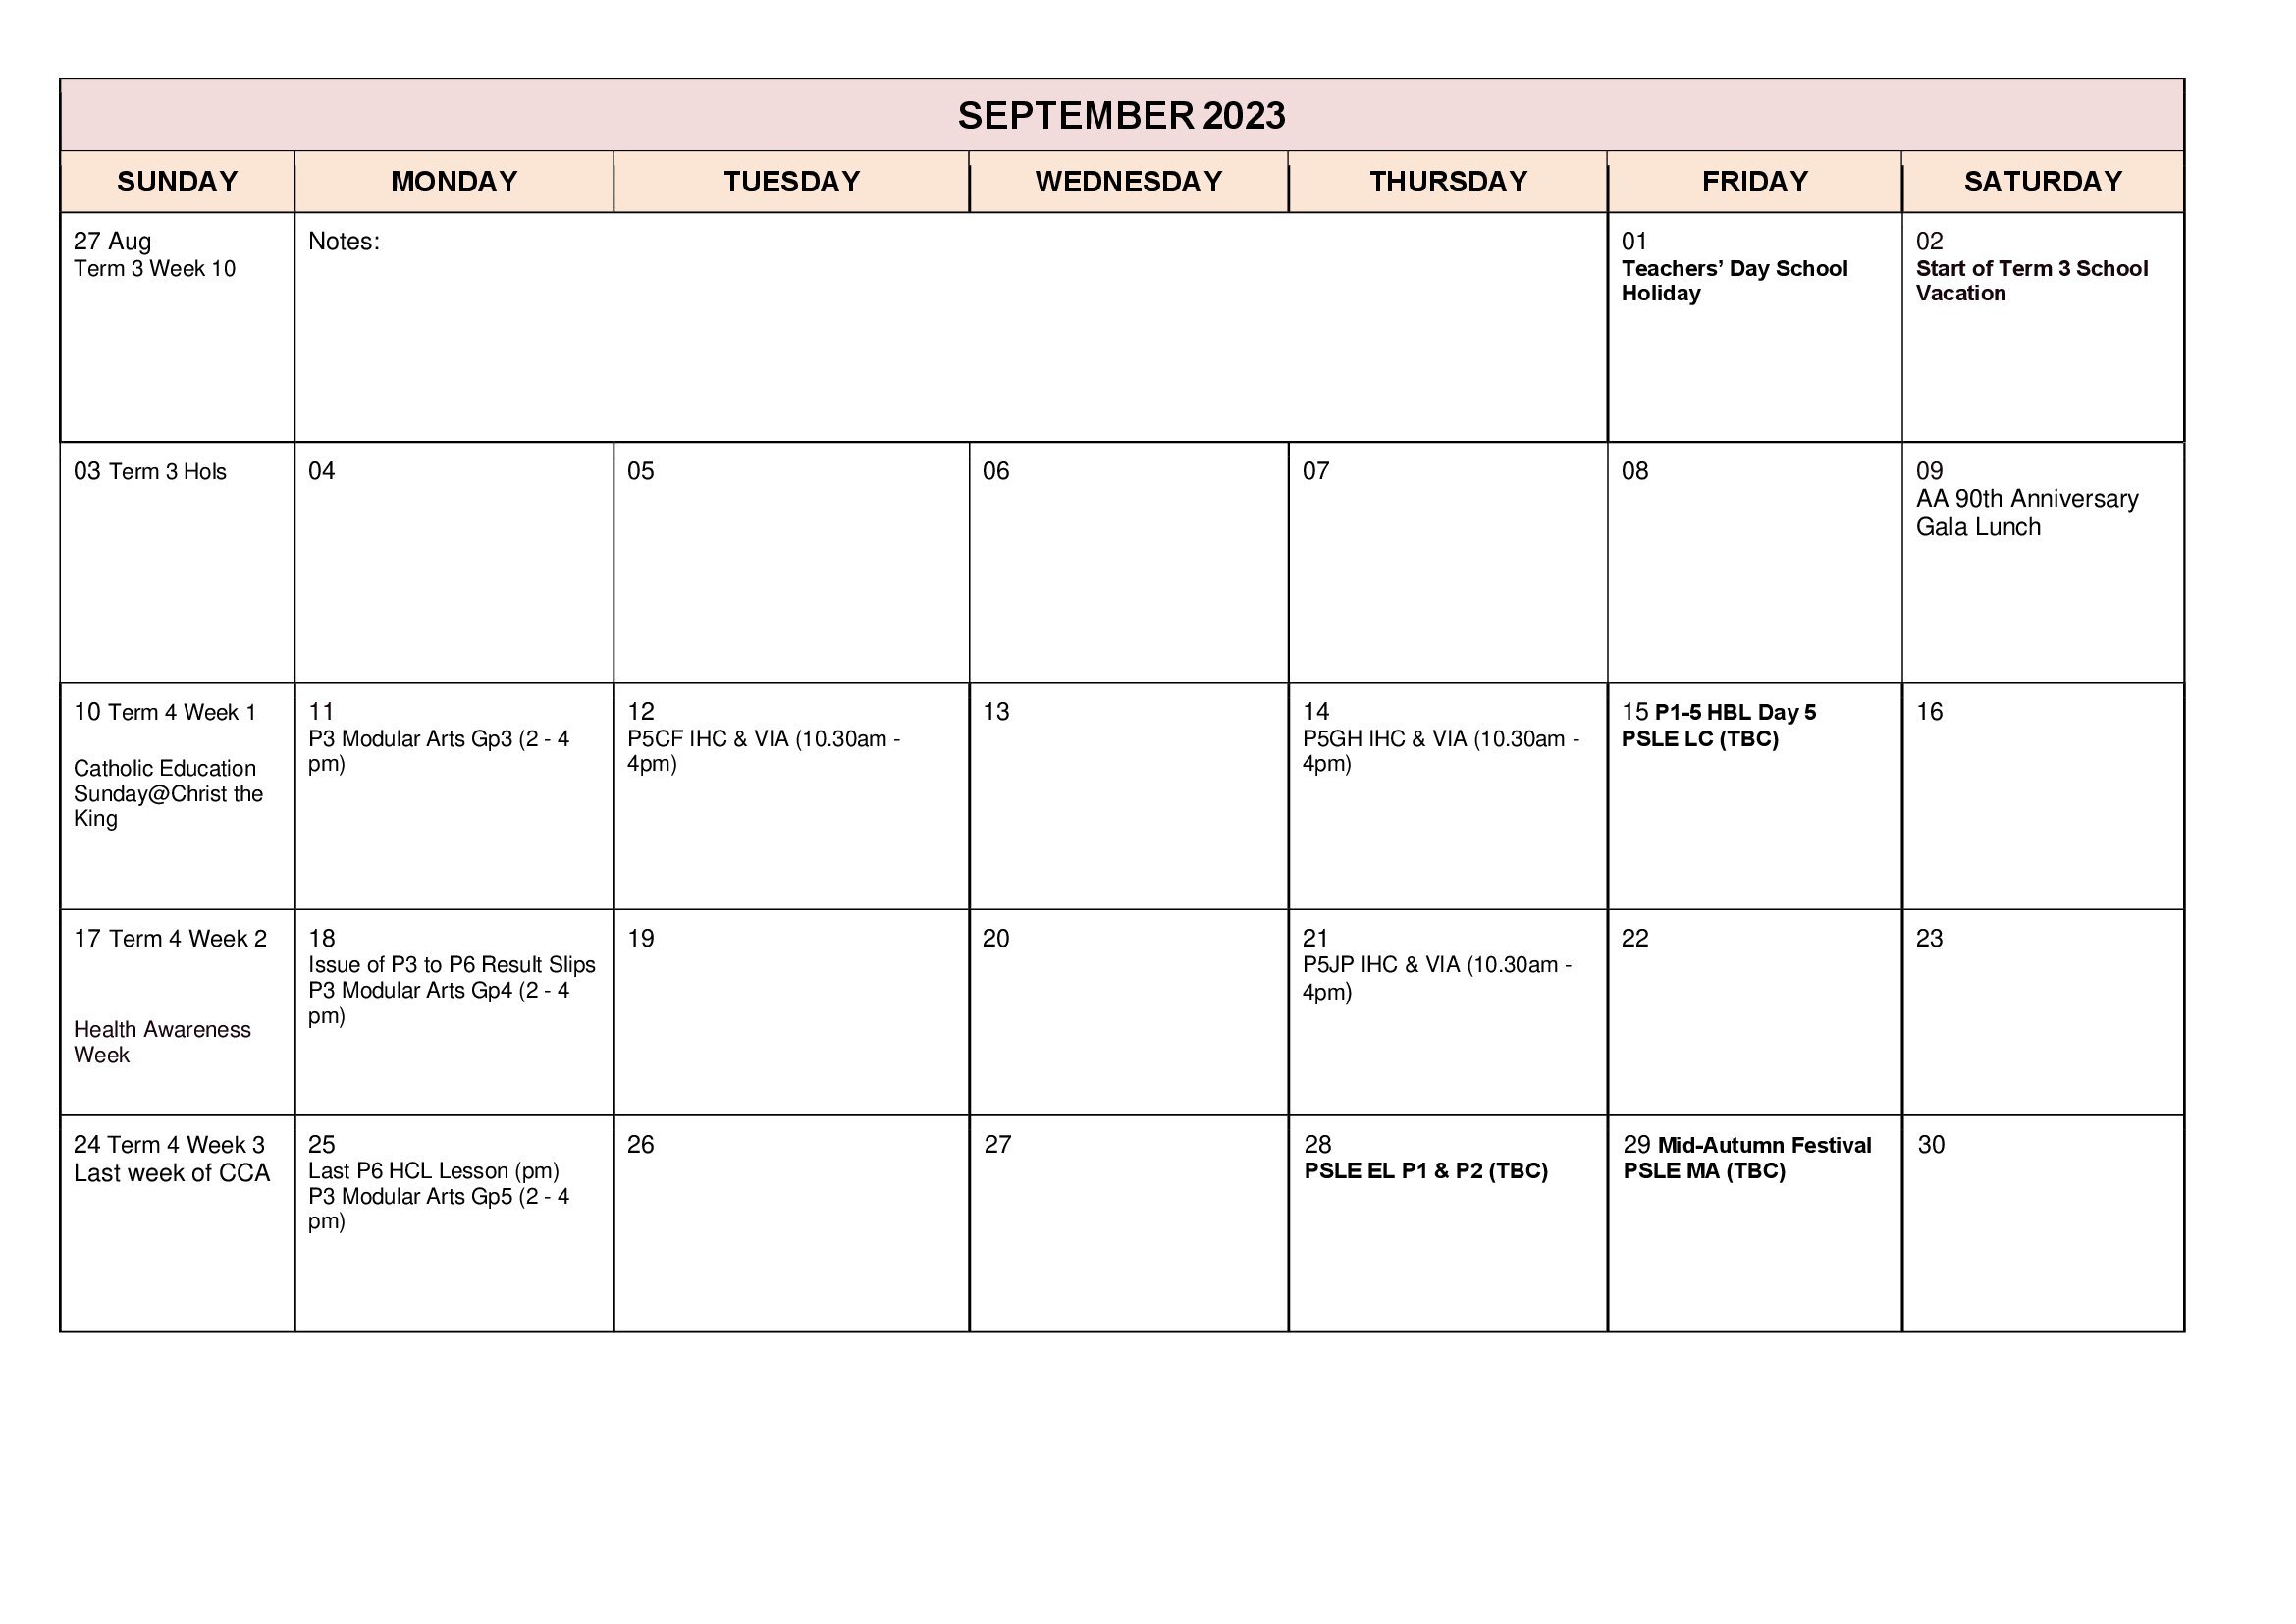 SEPTEMBER 2023
SUNDAY MONDAY TUESDAY WEDNESDAY THURSDAY FRIDAY SATURDAY
27 Aug
Term 3 Week 10
Notes:
01
Teachers’ Day School
Holiday
02
Start of Term 3 School
Vacation
03 Term 3 Hols
04
05
06
07
08
09
AA 90th Anniversary
Gala Lunch
10 Term 4 Week 1
Catholic Education
Sunday@Christ the
King
11
P3 Modular Arts Gp3 (2 - 4
pm)
12
P5CF IHC & VIA (10.30am -
4pm)
13
14
P5GH IHC & VIA (10.30am -
4pm)
15 P1-5 HBL Day 5
PSLE LC (TBC)
16
17 Term 4 Week 2
Health Awareness
Week
18
Issue of P3 to P6 Result Slips
P3 Modular Arts Gp4 (2 - 4
pm)
19
20
21
P5JP IHC & VIA (10.30am -
4pm)
22
23
24 Term 4 Week 3
Last week of CCA
25
Last P6 HCL Lesson (pm)
P3 Modular Arts Gp5 (2 - 4
pm)
26
27
28
PSLE EL P1 & P2 (TBC)
29 Mid-Autumn Festival
PSLE MA (TBC)
30